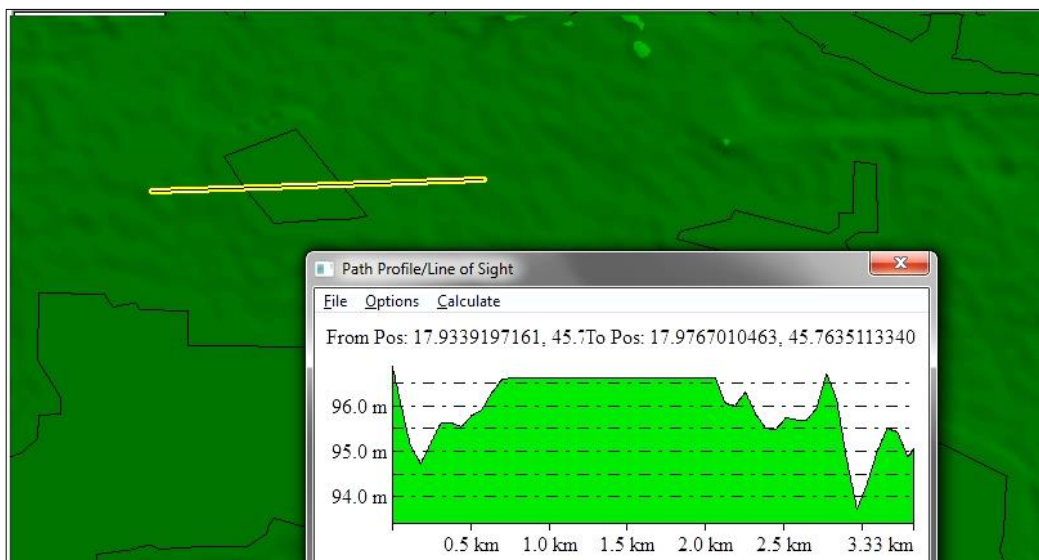 Path Profile/Line of Sight
File Options Calculate
From Pos: 17.9339197161, 45.7To Pos: 17.9767010463, 45.7635113340
96.0 m
95.0 m
94.0 m
0.5 km 1.0 km 1.5 km 2.0 km 2.5 km 3.33 km